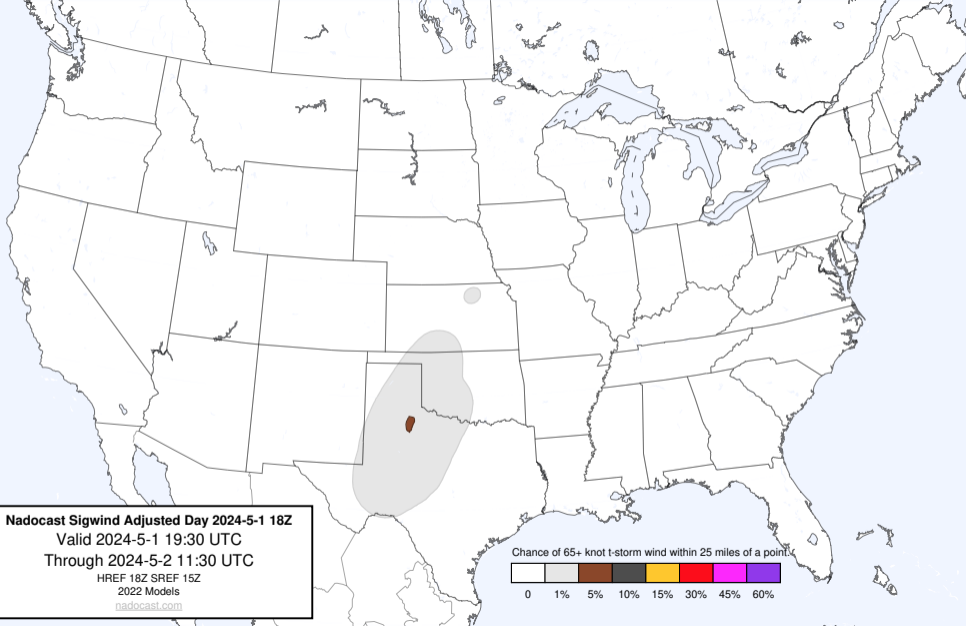 Nadocast Sigwind Adjusted Day 2024-5-1 18Z
Valid 2024-5-1 19:30 UTC
Through 2024-5-2 11:30 UTC
HREF 18Z SREF 15Z
2022 Models
nadocast.com
Chance of 65+ knot t-storm wind within 25 miles of a point.
0 1% 5% 10% 15% 30% 45% 60%